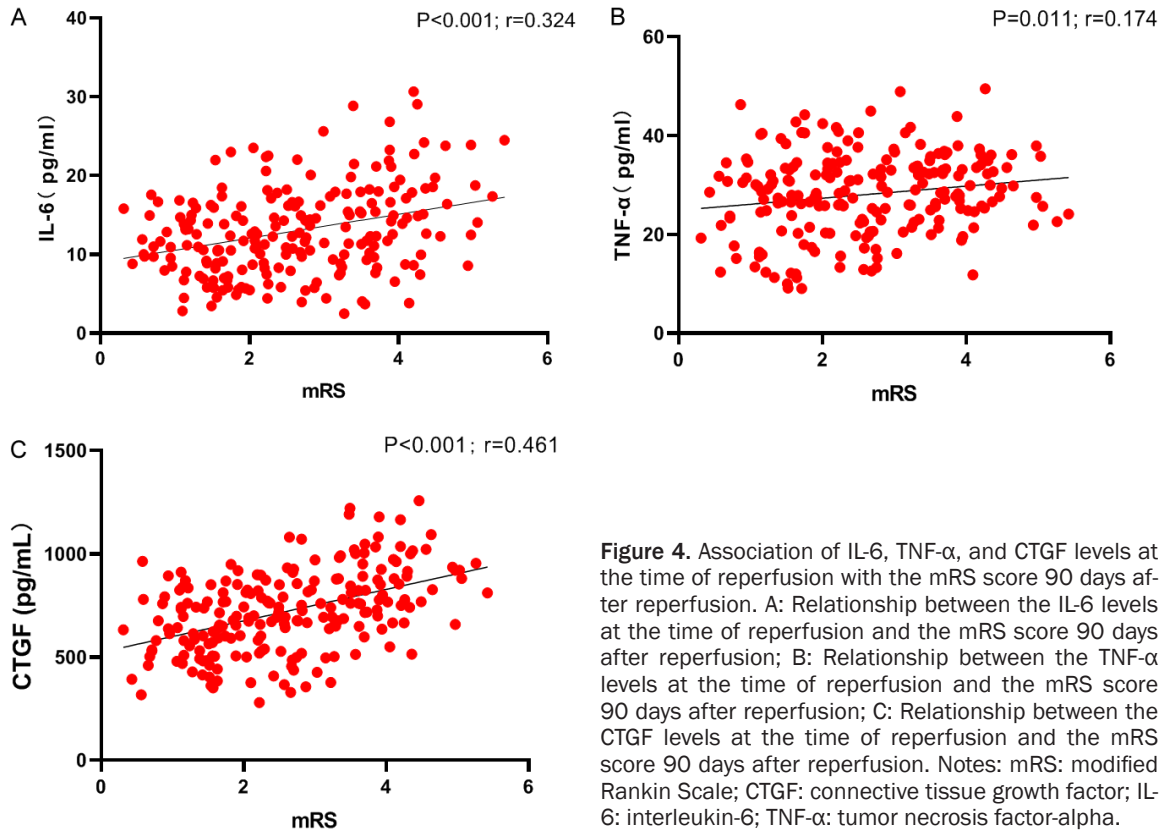 A
P<0.001; r=0.324
40
30
20
10
0
IL-6 ( pg/ml)
0
2
4
6
mRS
B
P=0.011; r=0.174
60
40
20
0
TNF-α ( pg/ml)
0
2
4
6
mRS
C
P<0.001 ; r=0.461
1500
1000
500
0
CTGF (pg/mL)
0
2
4
6
mRS
Figure 4. Association of IL-6, TNF-α, and CTGF levels at
the time of reperfusion with the mRS score 90 days af-
ter reperfusion. A: Relationship between the IL-6 levels
at the time of reperfusion and the mRS score 90 days
after reperfusion; B: Relationship between the TNF-α
levels at the time of reperfusion and the mRS score
90 days after reperfusion; C: Relationship between the
CTGF levels at the time of reperfusion and the mRS
score 90 days after reperfusion. Notes: mRS: modified
Rankin Scale; CTGF: connective tissue growth factor; IL-
6: interleukin-6; TNF-α: tumor necrosis factor-alpha.